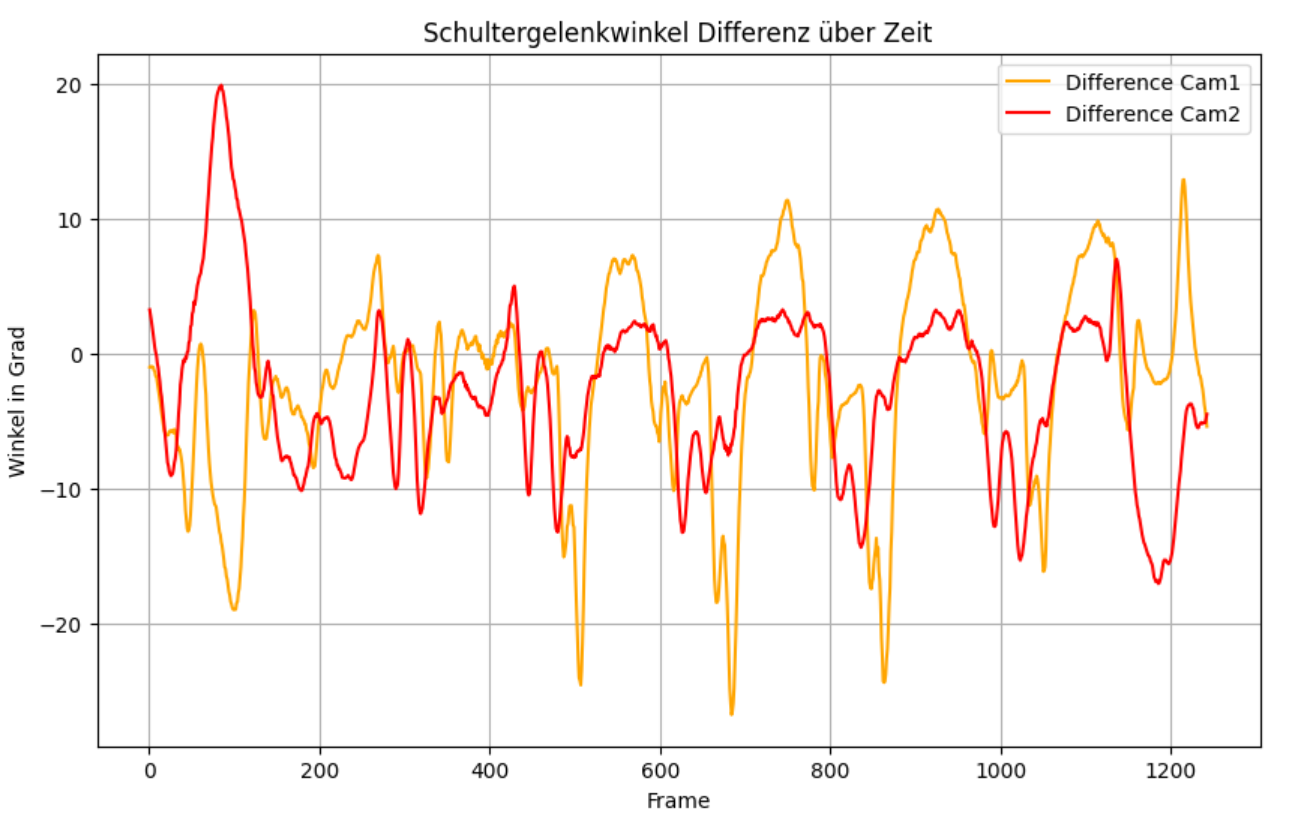 Schultergelenkwinkel Differenz über Zeit
Difference Cam1
Difference Cam2
20
10
0
−10
−20
Winkel in Grad
0 200 400 600 800 1000 1200
Frame